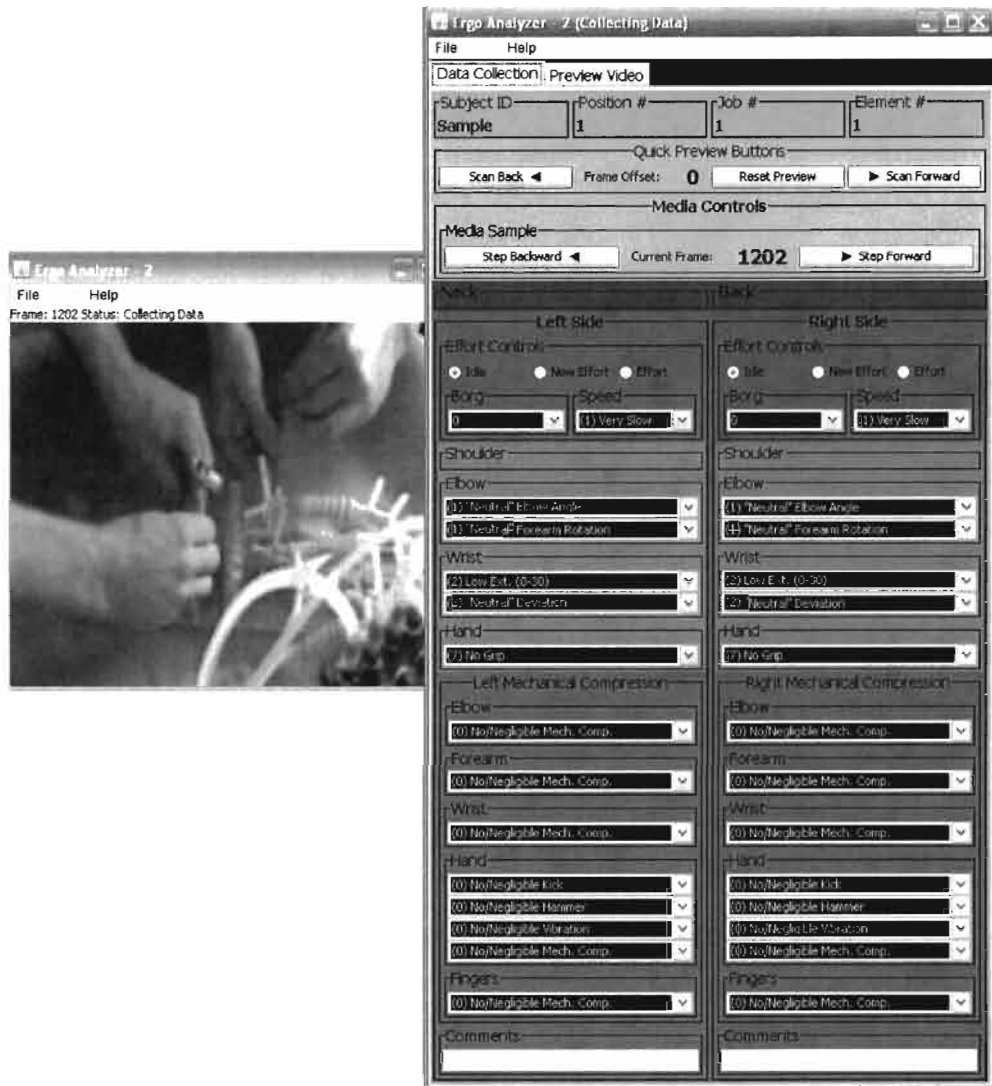 Ergo Analyzer - 2 (Collecting Data)
File Help
Data Collection Preview Video
Subject ID Position # Job # Element #
Sample 1 1 1
Quick Preview Buttons
Scan Back ◄ Frame Offset: 0 Reset Preview ► Scan Forward
Media Controls
Media Sample
Step Backward ◄ Current Frame: 1202 ► Step Forward
Ergo Analyzer - 2
File Help
Frame: 1202 Status: Collecting Data
Neck Back
Left Side Right Side
Effort Controls Effort Controls
Idle New Effort Effort Idle New Effort Effort
Borg Speed Borg Speed
0 (1) Very Slow 0 (1) Very Slow
Shoulder Shoulder
Elbow Elbow
(1) "Neutral" Elbow Angle (1) "Neutral" Elbow Angle
(1) "Neutral" Forearm Rotation "Neutral" Forearm Rotation
Wrist Wrist
(2) Low Ext. (0-30) (2) Low Ext. (0-30)
(2) "Neutral" Deviation (2) "Neutral" Deviation
Hand Hand
(7) No Grip (7) No Grip
Left Mechanical Compression Right Mechanical Compression
Elbow Elbow
(0) No/Negligible Mech. Comp. (0) No/Negligible Mech. Comp.
Forearm Forearm
(0) No/Negligible Mech. Comp. (0) No/Negligible Mech. Comp.
Wrist Wrist
(0) No/Negligible Mech. Comp. (0) No/Negligible Mech. Comp.
Hand Hand
(0) No/Negligible Kick (0) No/Negligible Kick
(0) No/Negligible Hammer (0) No/Negligible Hammer
(0) No/Negligible Vibration (0) No/Negligible Vibration
(0) No/Negligible Mech. Comp. (0) No/Negligible Mech. Comp.
Fingers Fingers
(0) No/Negligible Mech. Comp. (0) No/Negligible Mech. Comp.
Comments Comments